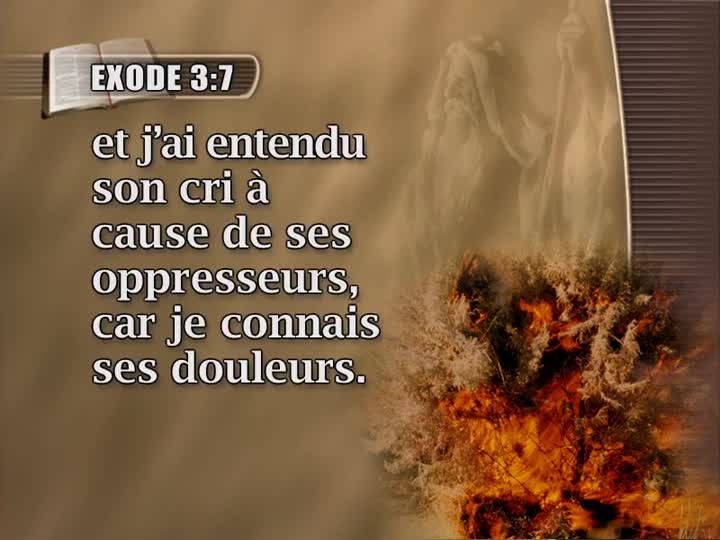 EXODE 3:7
et j’ai entendu
son cri à
cause de ses
oppresseurs,
car je connais
ses douleurs.